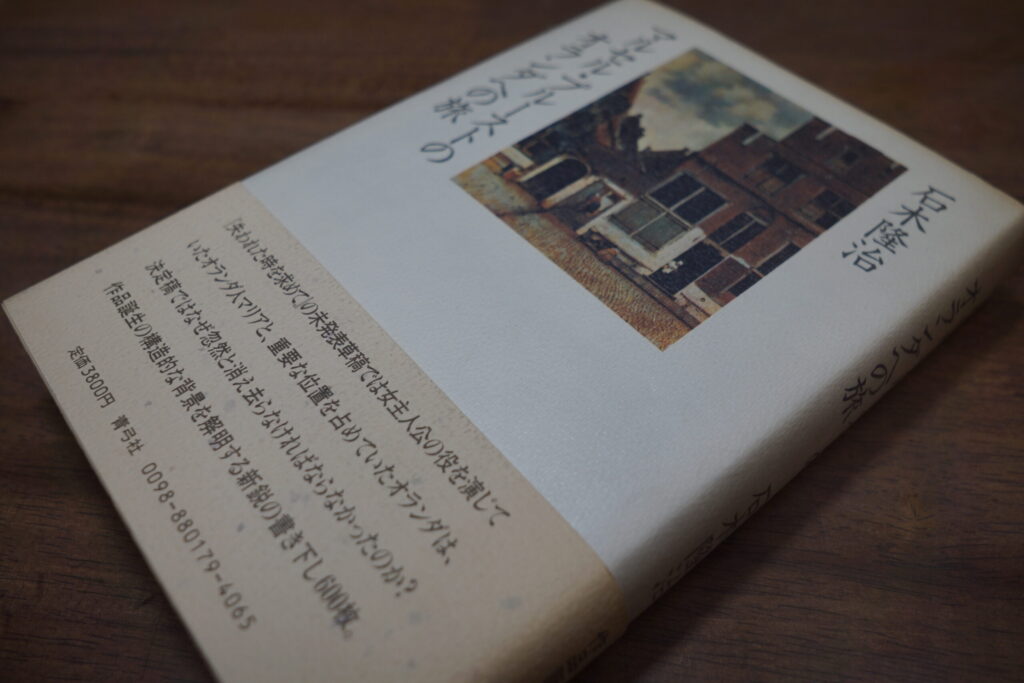 マルセル・プルーストの
オランダへの旅
石木隆治
『失われた時を求めて』の未発表草稿では女主人公の役を演じて
いたオランダ人マリアと、重要な位置を占めていたオランダは、
決定稿ではなぜ忽然と消え去らなければならなかったのか?
作品誕生の構造的な背景を解明する新鋭の書き下し600枚。
定価3800円 青弓社 0098-880179-4065
オランダへの旅
石木隆治